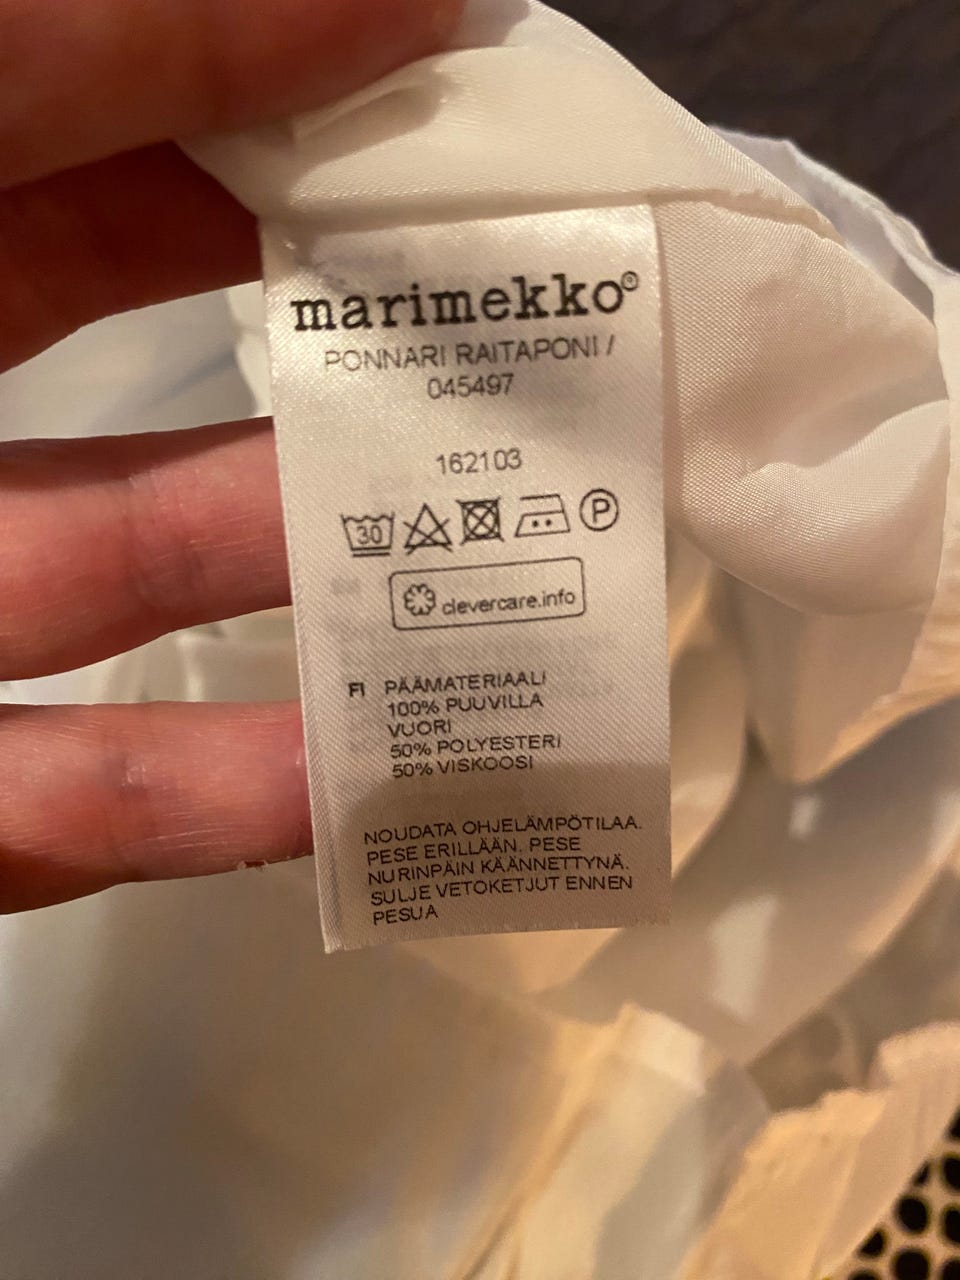 marimekko®
PONNARI RAITAPONI /
045497
162103
30 P
clevercare.info
FI PÄÄMATERIAALI
100% PUUVILLA
VUORI
50% POLYESTERI
50% VISKOOSI
NOUDATA OHJELÄMPÖTILAA.
PESE ERILLÄÄN. PESE
NURINPÄIN KÄÄNNETTYNÄ.
SULJE VETOKETJUT ENNEN
PESUA